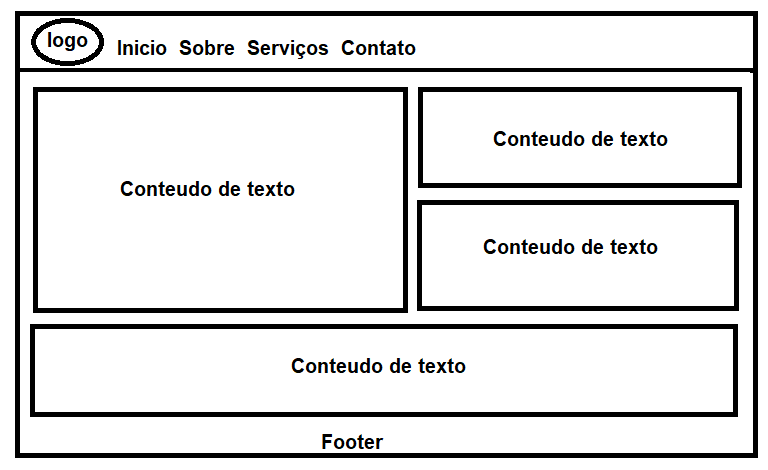 logo
Inicio Sobre Serviços Contato
Conteudo de texto
Conteudo de texto
Conteudo de texto
Conteudo de texto
Footer